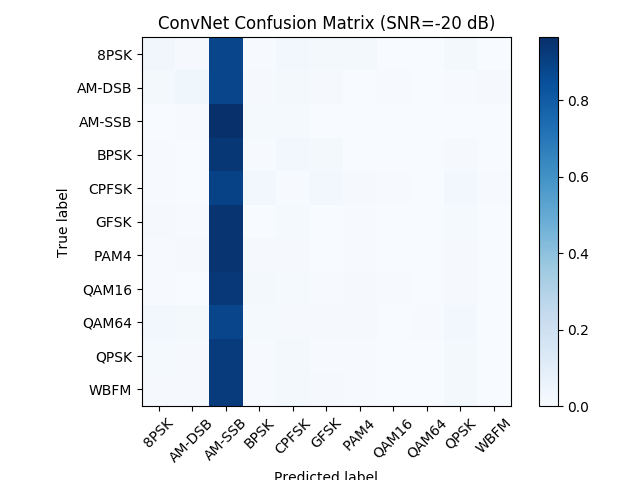 ConvNet Confusion Matrix (SNR=-20 dB)
8PSK
AM-DSB
AM-SSB
BPSK
CPFSK
GFSK
PAM4
QAM16
QAM64
QPSK
WBFM
True label
8PSK
AM-DSB
AM-SSB
BPSK
CPFSK
GFSK
PAM4
QAM16
QAM64
QPSK
WBFM
Predicted label
0.8
0.6
0.4
0.2
0.0